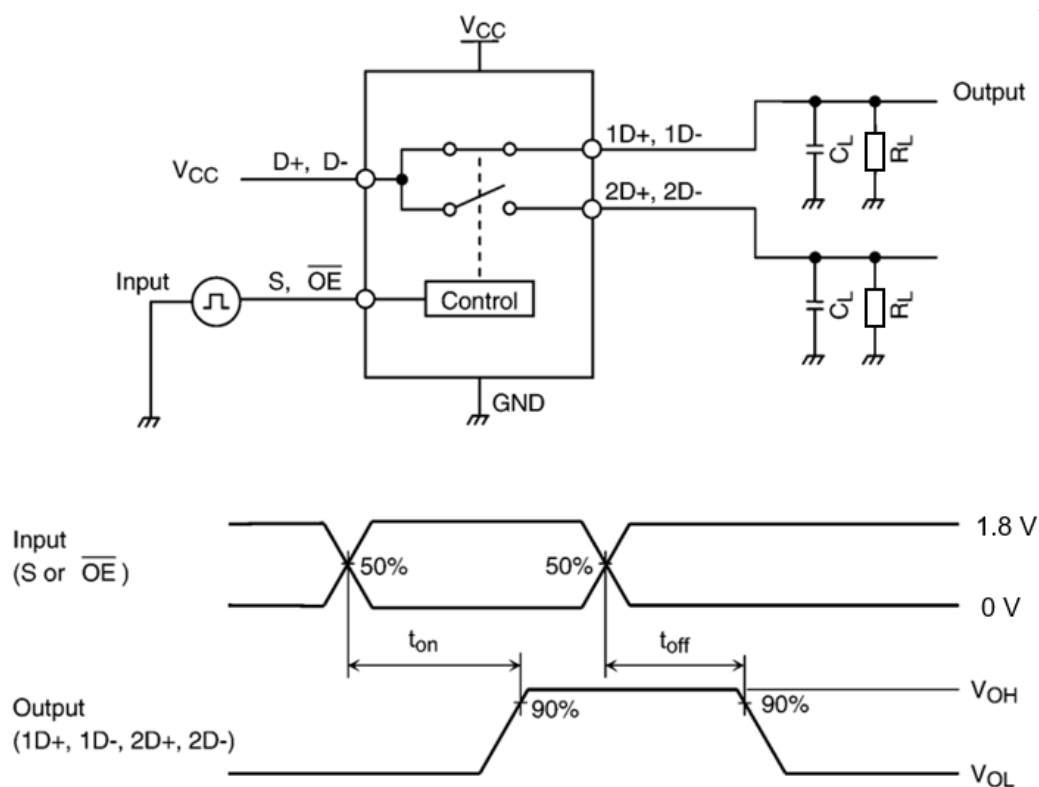 VCC
Output
1D+, 1D-
CL
RL
D+, D-
VCC
2D+, 2D-
Input
S, OE
Control
CL
RL
GND
Input
(S or OE)
50%
50%
1.8 V
0 V
ton
toff
Output
(1D+, 1D-, 2D+, 2D-)
90%
90%
VOH
VOL